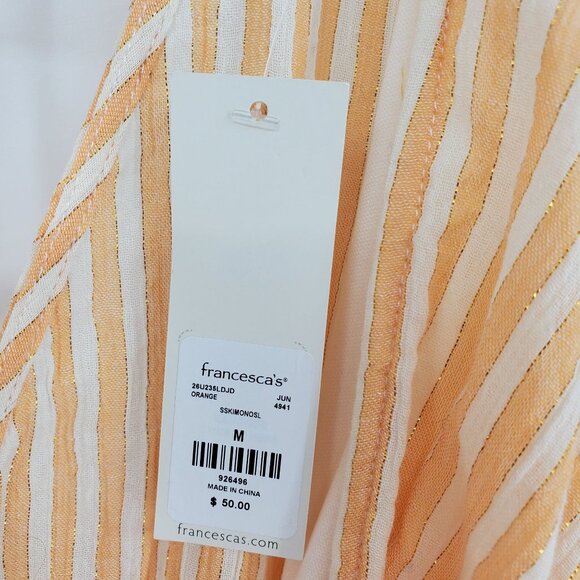 francesca's®
26U235LDJD JUN
ORANGE 4941
SSKIMONOSL
M
926496
MADE IN CHINA
$ 50.00
francescas.com